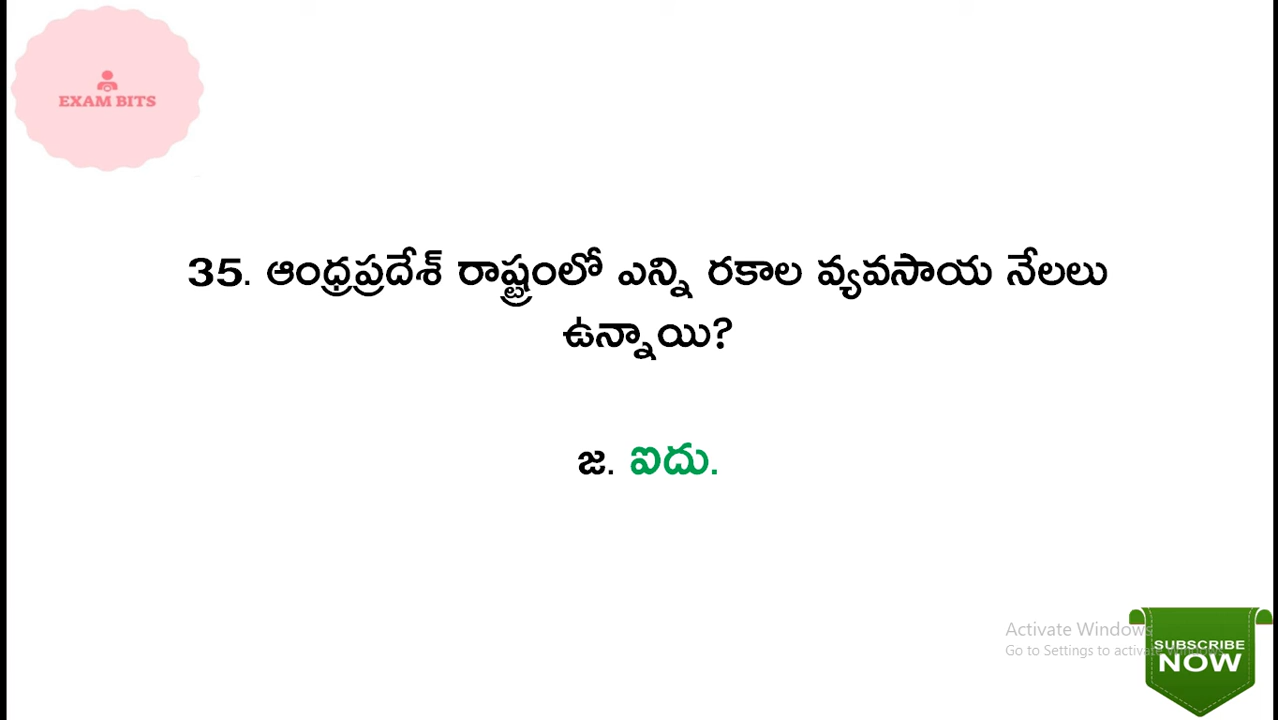 EXAM BITS
35. ఆంధ్రప్రదేశ్ రాష్ట్రంలో ఎన్ని రకాల వ్యవసాయ నేలలు
ఉన్నాయి?
జ. ఐదు.
Activate Windows
Go to Settings to activate Windows.
SUBSCRIBE
NOW